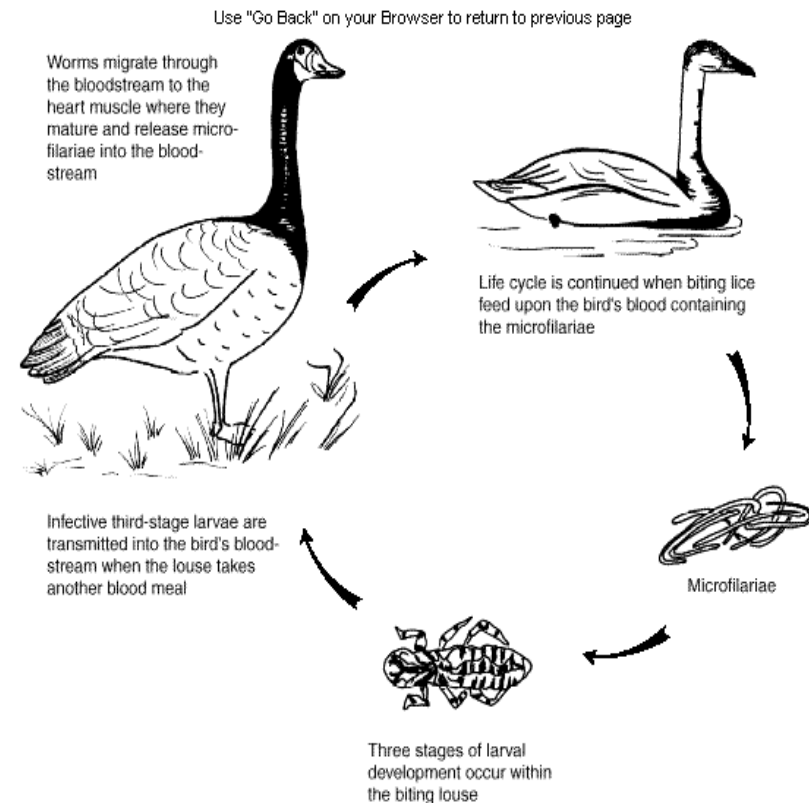 Use "Go Back" on your Browser to return to previous page
Worms migrate through
the bloodstream to the
heart muscle where they
mature and release micro-
filariae into the blood-
stream
Life cycle is continued when biting lice
feed upon the bird's blood containing
the microfilariae
Microfilariae
Three stages of larval
development occur within
the biting louse
Infective third-stage larvae are
transmitted into the bird's blood-
stream when the louse takes
another blood meal